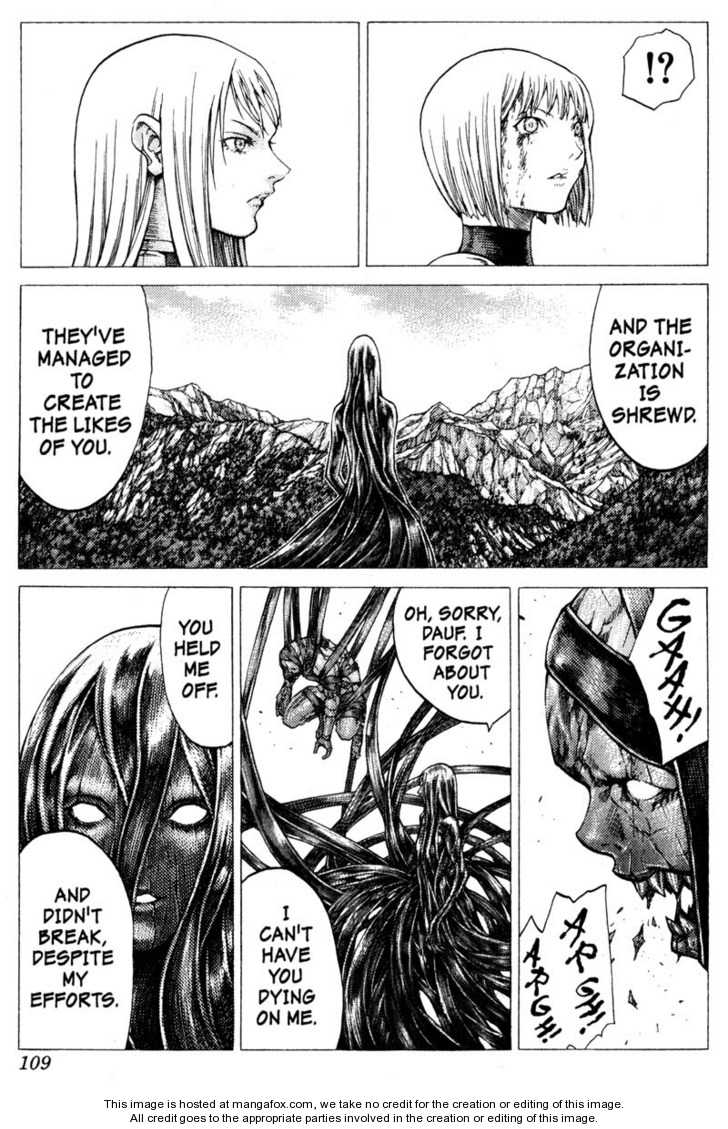 !?
AND THE
ORGANI-
ZATION
IS
SHREWD.
THEY'VE
MANAGED
TO
CREATE
THE LIKES
OF YOU.
GAAH!
ARGH!
ARGH!
OH, SORRY,
DAUF. I
FORGOT
ABOUT
YOU.
I
CAN'T
HAVE
YOU
DYING
ON ME.
YOU
HELD
ME
OFF.
AND
DIDN'T
BREAK,
DESPITE
MY
EFFORTS.
109
This image is hosted at mangafox.com, we take no credit for the creation or editing of this image.
All credit goes to the appropriate parties involved in the creation or editing of this image.